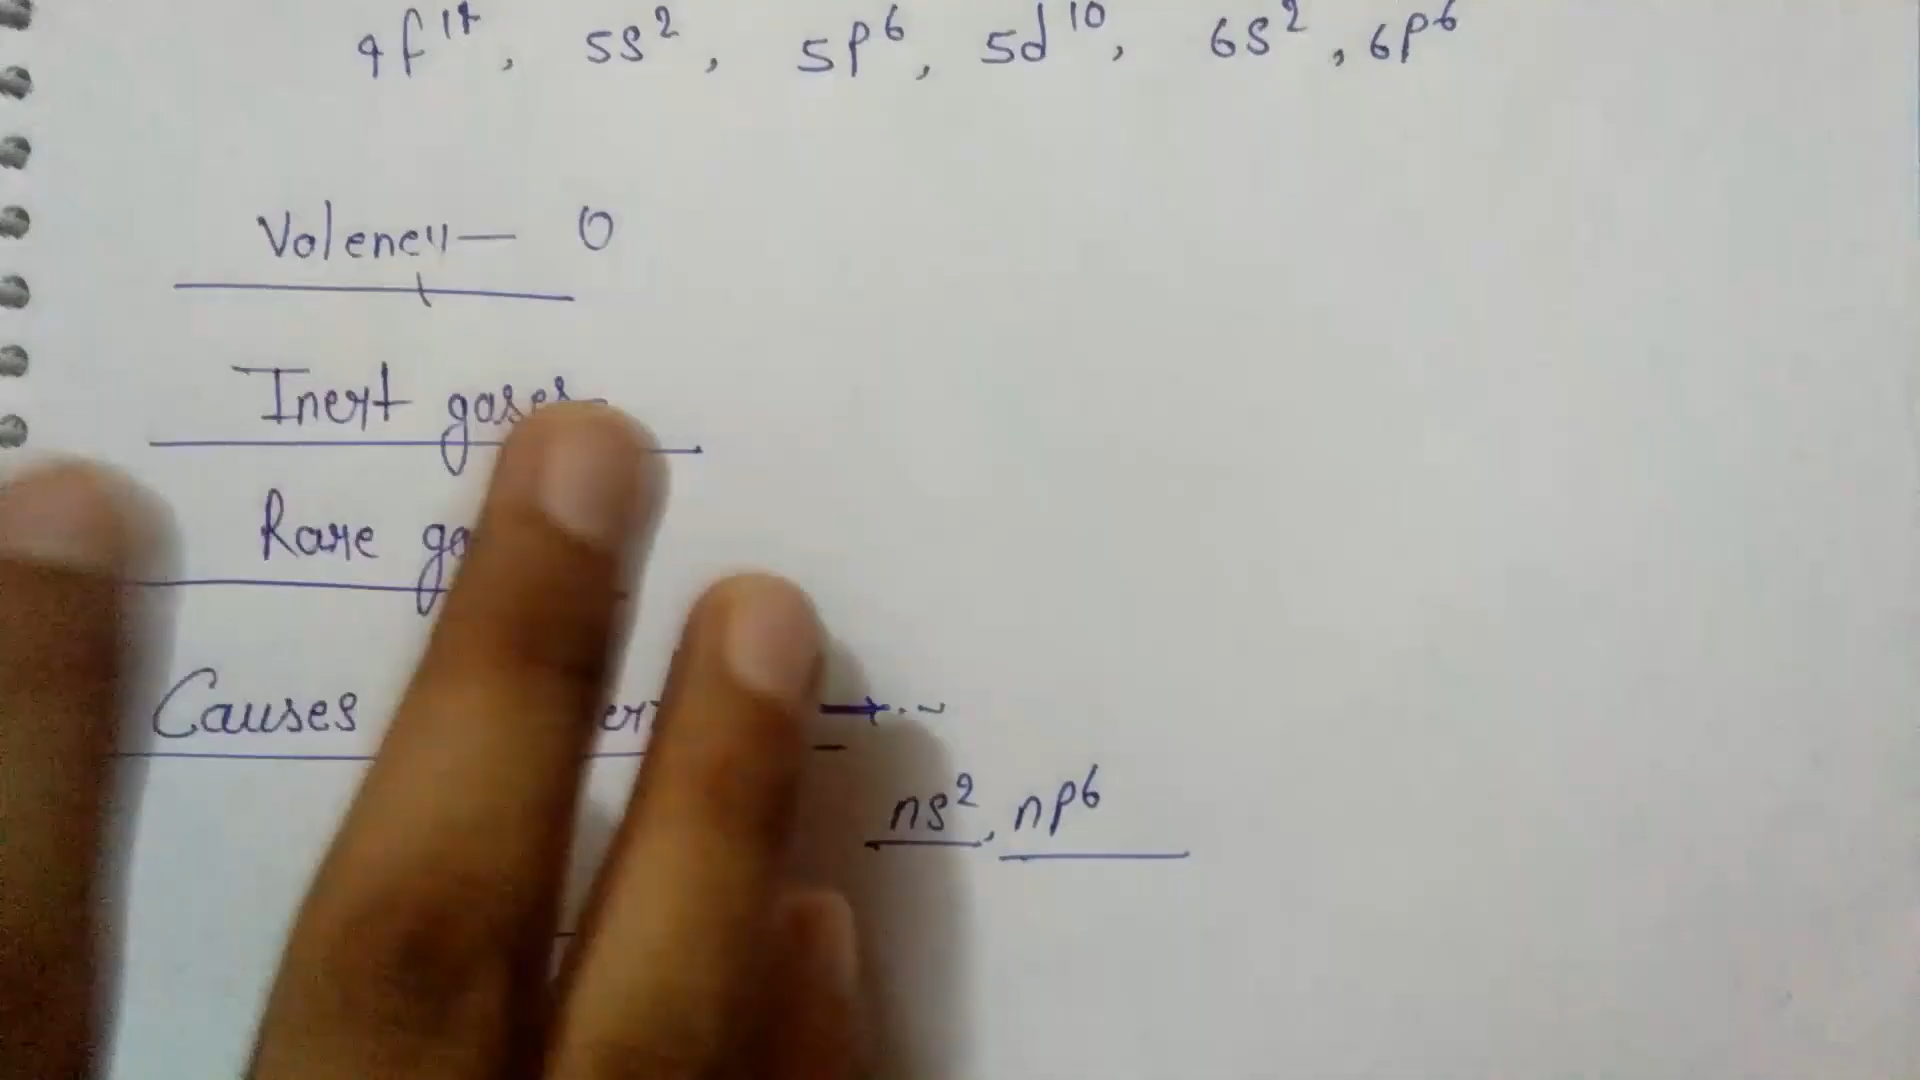 4f¹⁴, 5s², 5p⁶, 5d¹⁰, 6s², 6p⁶
Valency— 0
Inert gases
Rare
Causes
ns², np⁶